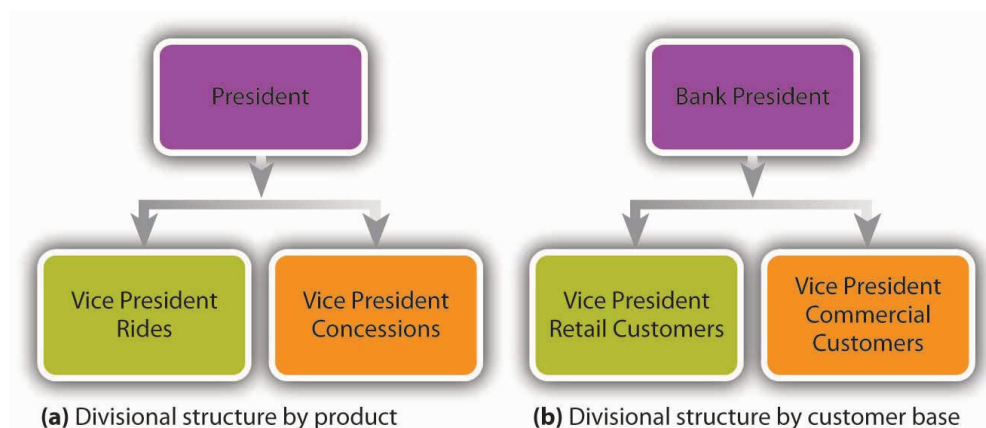 President
Vice President
Rides
Vice President
Concessions
(a) Divisional structure by product
Bank President
Vice President
Retail Customers
Vice President
Commercial
Customers
(b) Divisional structure by customer base